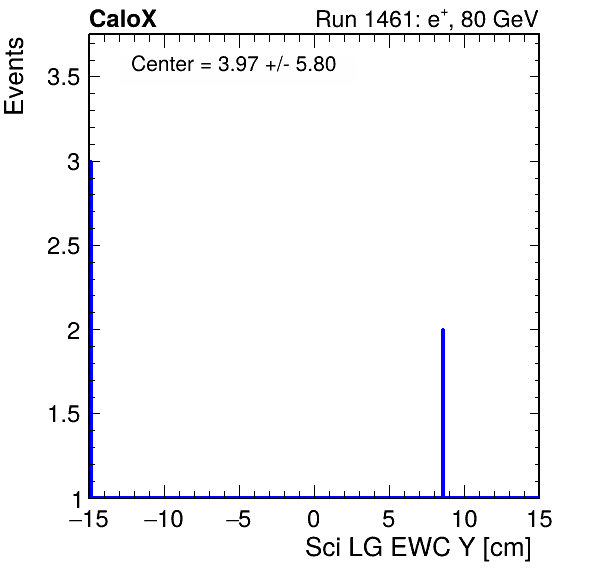 CaloX
Run 1461: e+, 80 GeV
Center = 3.97 +/- 5.80
Events
3.5
3
2.5
2
1.5
1
−15
−10
−5
0
5
10
15
Sci LG EWC Y [cm]